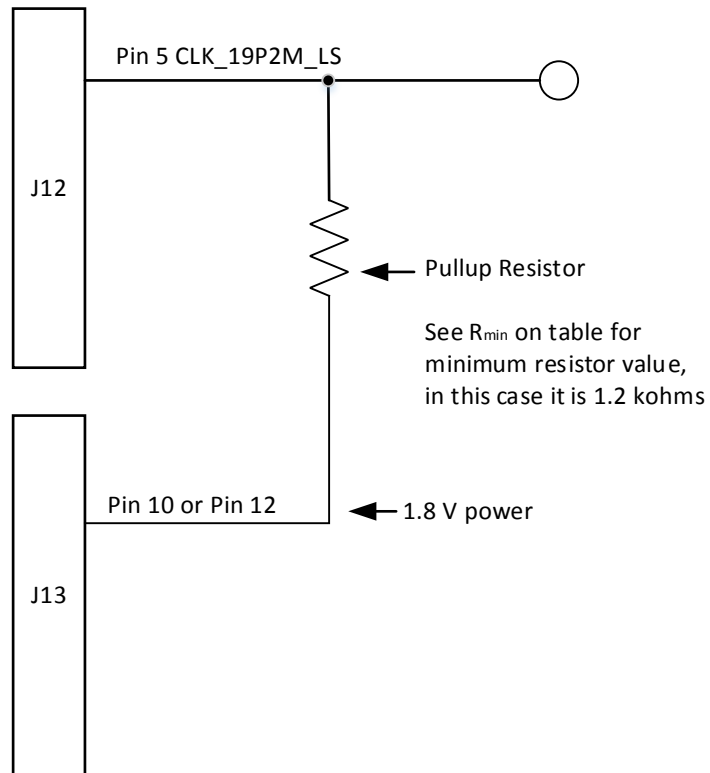 Pin 5 CLK_19P2M_LS
J12
Pullup Resistor
See Rmin on table for
minimum resistor value,
in this case it is 1.2 kohms
Pin 10 or Pin 12
1.8 V power
J13